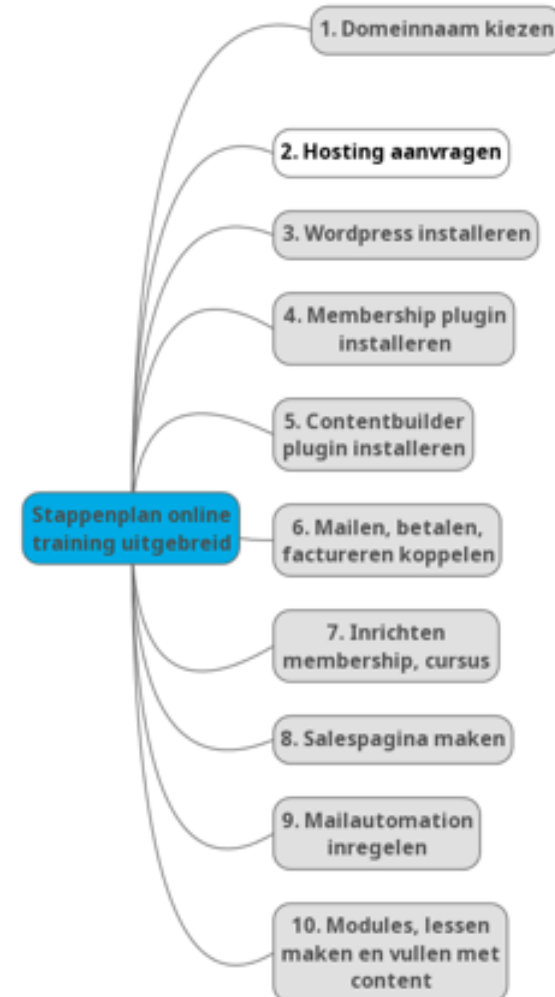 1. Domeinnaam kiezen
2. Hosting aanvragen
3. Wordpress installeren
4. Membership plugin
installeren
5. Contentbuilder
plugin installeren
Stappenplan online
training uitgebreid
6. Mailen, betalen,
factureren koppelen
7. Inrichten
membership, cursus
8. Salespagina maken
9. Mailautomation
inregelen
10. Modules, lessen
maken en vullen met
content